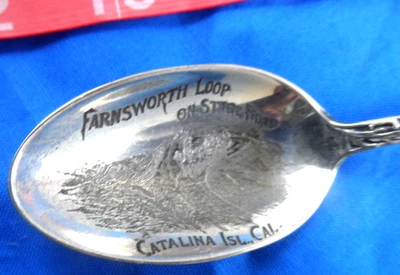 FARNSWORTH LOOP
ON STAGE ROAD
CATALINA ISL., CAL.